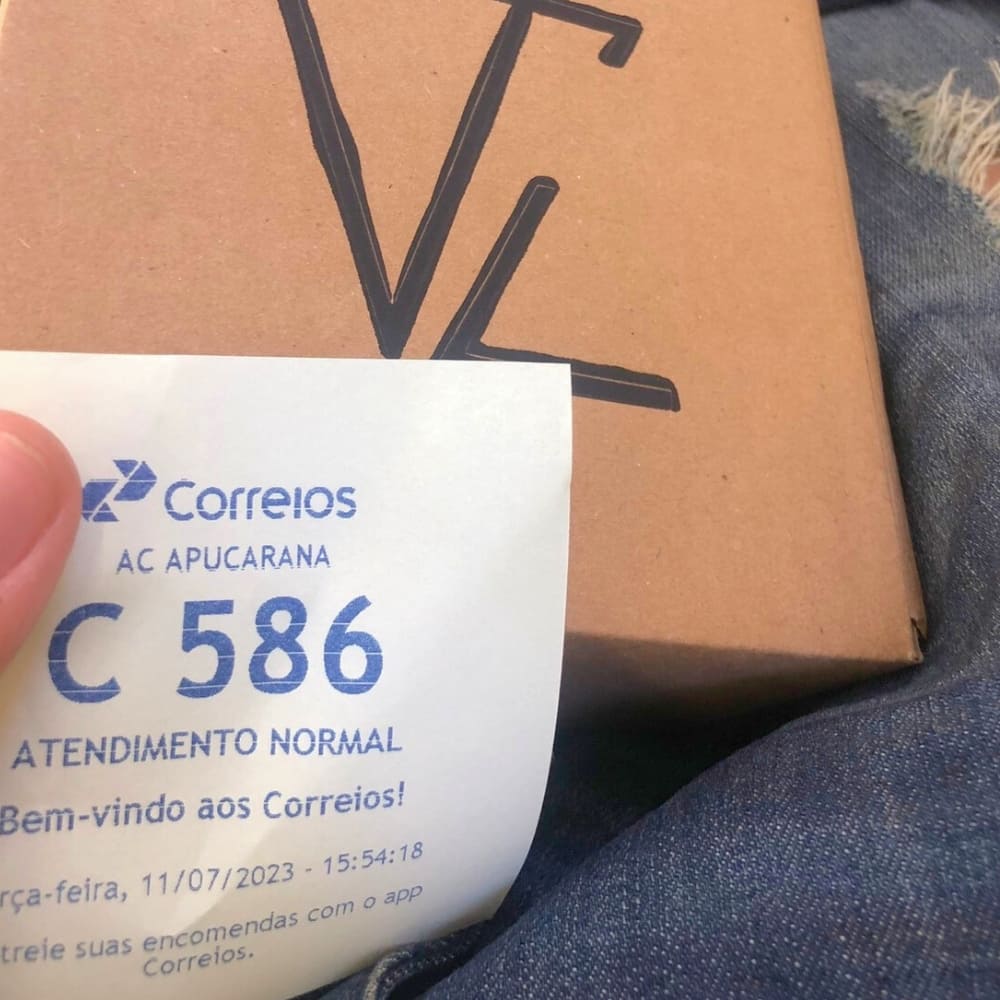 Correios
AC APUCARANA
C 586
ATENDIMENTO NORMAL
Bem-vindo aos Correios!
rça-feira, 11/07/2023 - 15:54:18
treie suas encomendas com o app
Correios.